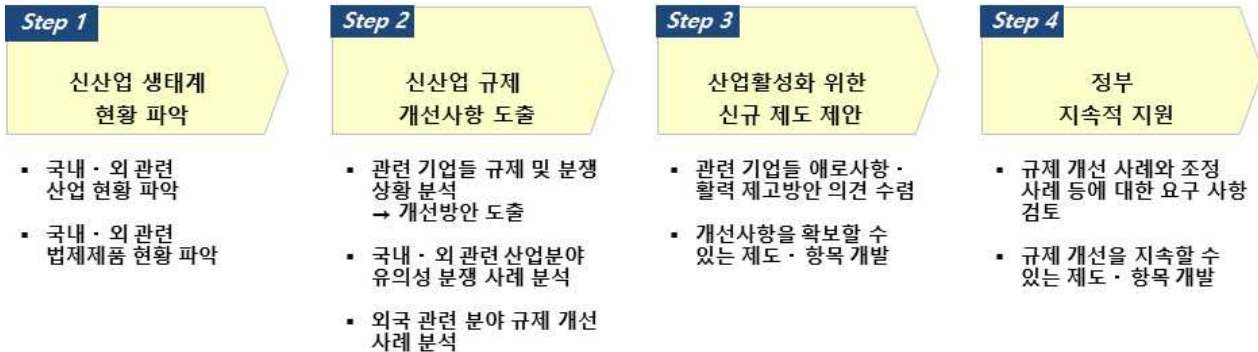 Step 1
신산업 생태계
현황 파악
▪ 국내 · 외 관련
산업 현황 파악
▪ 국내 · 외 관련
법제제품 현황 파악
Step 2
신산업 규제
개선사항 도출
▪ 관련 기업들 규제 및 분쟁
상황 분석
→ 개선방안 도출
▪ 국내 · 외 관련 산업분야
유의성 분쟁 사례 분석
▪ 외국 관련 분야 규제 개선
사례 분석
Step 3
산업활성화 위한
신규 제도 제안
▪ 관련 기업들 애로사항 ·
활력 제고방안 의견 수렴
▪ 개선사항을 확보할 수
있는 제도 · 항목 개발
Step 4
정부
지속적 지원
▪ 규제 개선 사례와 조정
사례 등에 대한 요구 사항
검토
▪ 규제 개선을 지속할 수
있는 제도 · 항목 개발